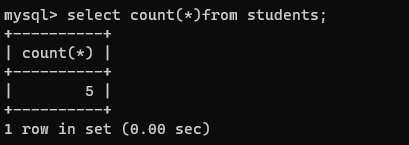 mysql> select count(*)from students;
+----------+
| count(*) |
+----------+
|        5 |
+----------+
1 row in set (0.00 sec)